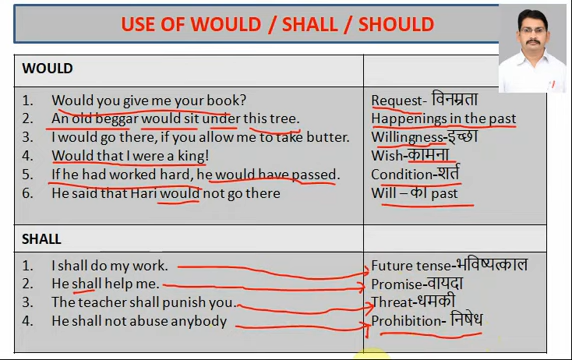 USE OF WOULD / SHALL / SHOULD
WOULD
1. Would you give me your book? Request- विनम्रता
2. An old beggar would sit under this tree. Happenings in the past
3. I would go there, if you allow me to take butter. Willingness-इच्छा
4. Would that I were a king! Wish-कामना
5. If he had worked hard, he would have passed. Condition-शर्त
6. He said that Hari would not go there Will – का past
SHALL
1. I shall do my work. Future tense-भविष्यत्काल
2. He shall help me. Promise-वायदा
3. The teacher shall punish you. Threat-धमकी
4. He shall not abuse anybody Prohibition- निषेध